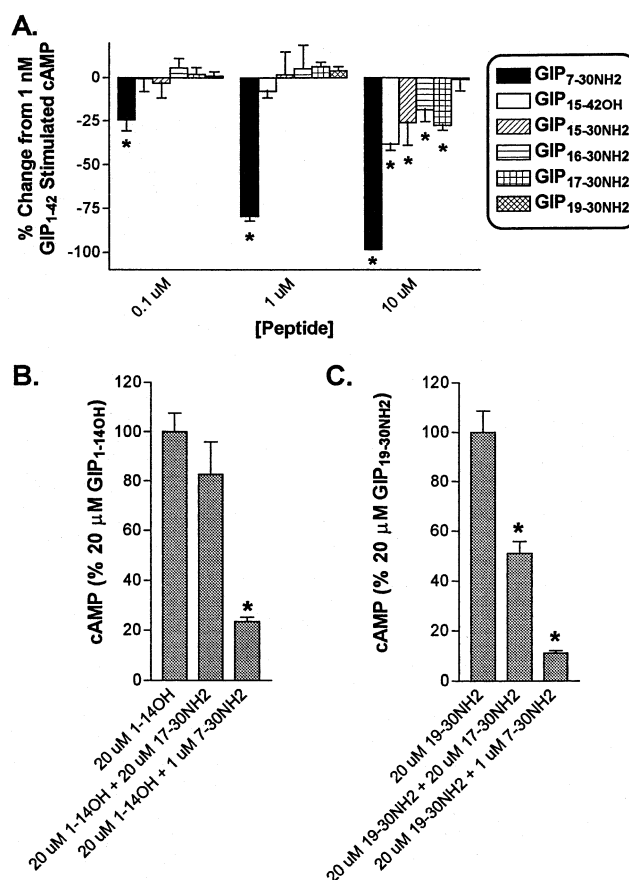 A.
% Change from 1 nM
GIP1-42 Stimulated cAMP
0
-25
-50
-75
-100
*
*
*
*
*
*
*
0.1 uM
1 uM
10 uM
[Peptide]
GIP7-30NH2
GIP15-42OH
GIP15-30NH2
GIP16-30NH2
GIP17-30NH2
GIP19-30NH2
B.
cAMP (% 20 µM GIP1-14OH)
120
100
80
60
40
20
0
*
20 uM 1-14OH
20 uM 1-14OH + 20 uM 17-30NH2
20 uM 1-14OH + 1 uM 7-30NH2
C.
cAMP (% 20 µM GIP19-30NH2)
120
100
80
60
40
20
0
*
*
20 uM 19-30NH2
20 uM 19-30NH2 + 20 uM 17-30NH2
20 uM 19-30NH2 + 1 uM 7-30NH2